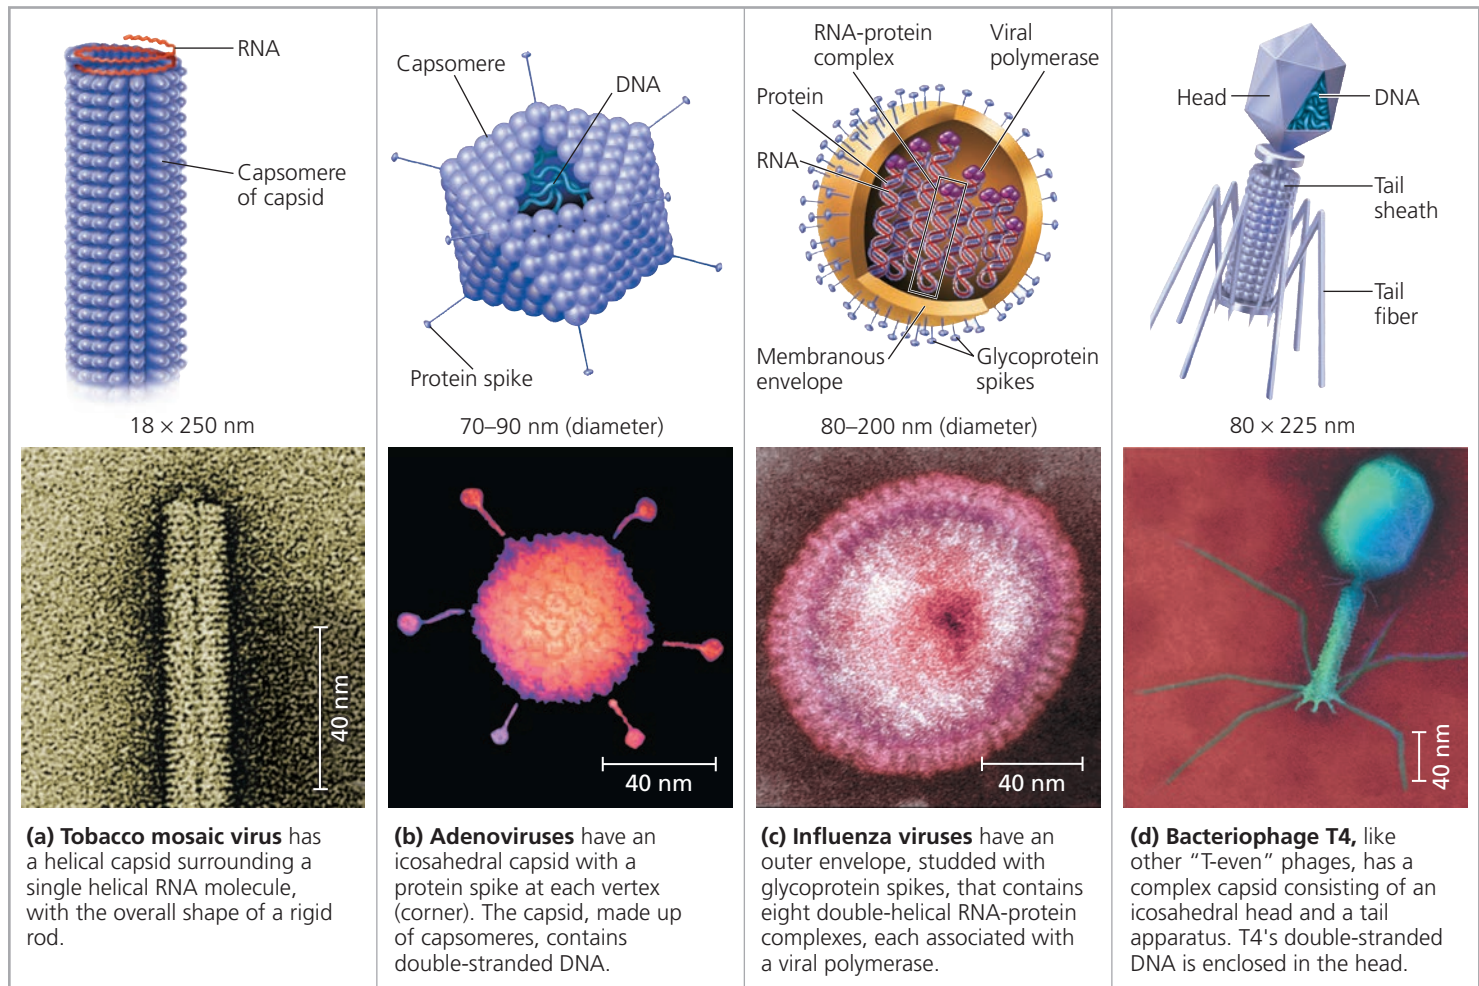 RNA
Capsomere
of capsid
18 × 250 nm
40 nm
(a) Tobacco mosaic virus has
a helical capsid surrounding a
single helical RNA molecule,
with the overall shape of a rigid
rod.
Capsomere
DNA
Protein spike
70–90 nm (diameter)
40 nm
(b) Adenoviruses have an
icosahedral capsid with a
protein spike at each vertex
(corner). The capsid, made up
of capsomeres, contains
double-stranded DNA.
RNA-protein
complex
Viral
polymerase
Protein
RNA
Membranous
envelope
Glycoprotein
spikes
80–200 nm (diameter)
40 nm
(c) Influenza viruses have an
outer envelope, studded with
glycoprotein spikes, that contains
eight double-helical RNA-protein
complexes, each associated with
a viral polymerase.
Head
DNA
Tail
sheath
Tail
fiber
80 × 225 nm
40 nm
(d) Bacteriophage T4, like
other “T-even” phages, has a
complex capsid consisting of an
icosahedral head and a tail
apparatus. T4's double-stranded
DNA is enclosed in the head.